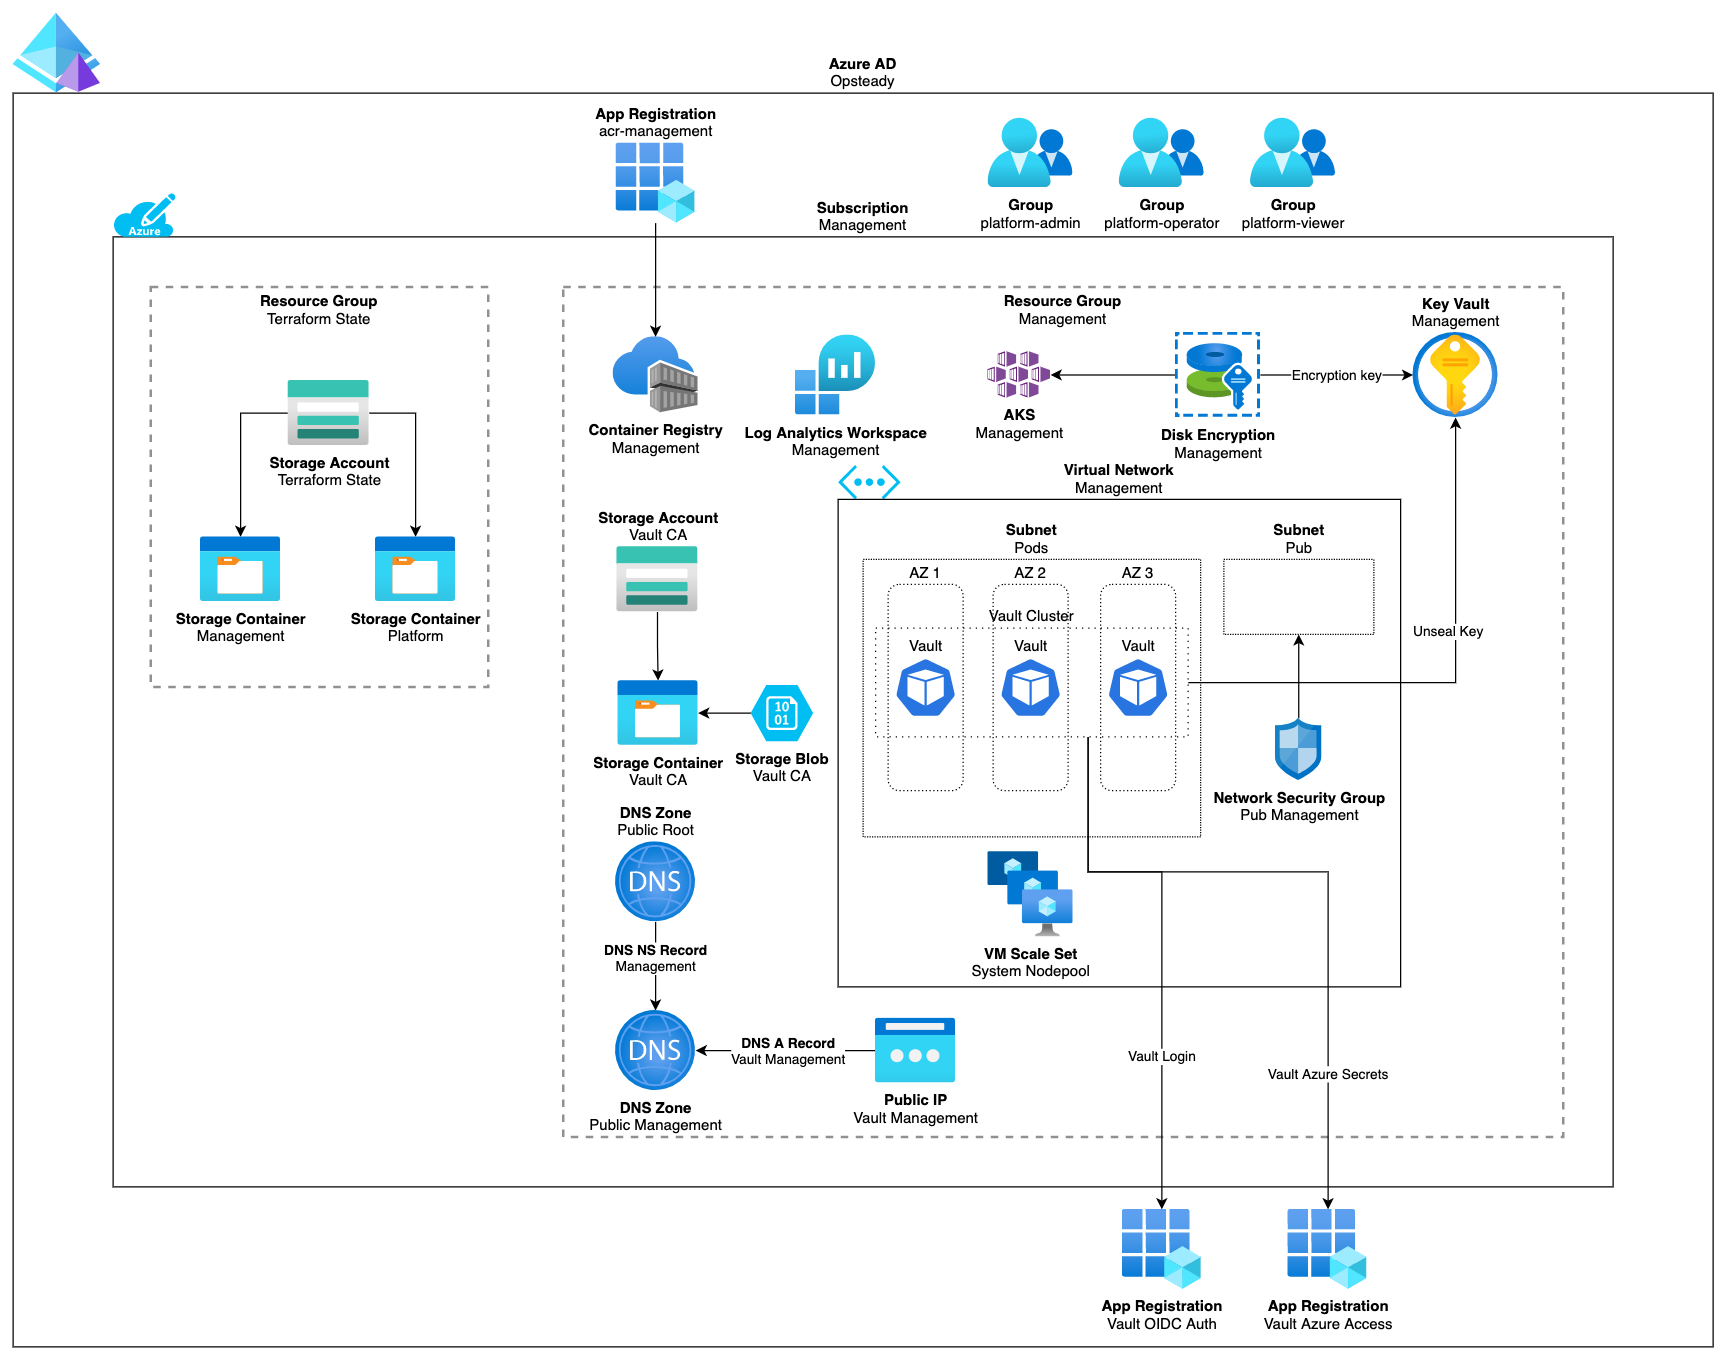 Azure AD
Opsteady
App Registration
acr-management
Group
platform-admin
Group
platform-operator
Group
platform-viewer
Azure
Subscription
Management
Resource Group
Terraform State
Storage Account
Terraform State
Storage Container
Management
Storage Container
Platform
Resource Group
Management
Container Registry
Management
Log Analytics Workspace
Management
AKS
Management
Disk Encryption
Management
Encryption key
Key Vault
Management
Virtual Network
Management
Storage Account
Vault CA
Storage Container
Vault CA
10
01
Storage Blob
Vault CA
Subnet
Pods
AZ 1
AZ 2
AZ 3
Vault Cluster
Vault
Vault
Vault
Subnet
Pub
Unseal Key
Network Security Group
Pub Management
VM Scale Set
System Nodepool
DNS Zone
Public Root
DNS
DNS NS Record
Management
DNS
DNS Zone
Public Management
DNS A Record
Vault Management
Public IP
Vault Management
Vault Login
Vault Azure Secrets
App Registration
Vault OIDC Auth
App Registration
Vault Azure Access